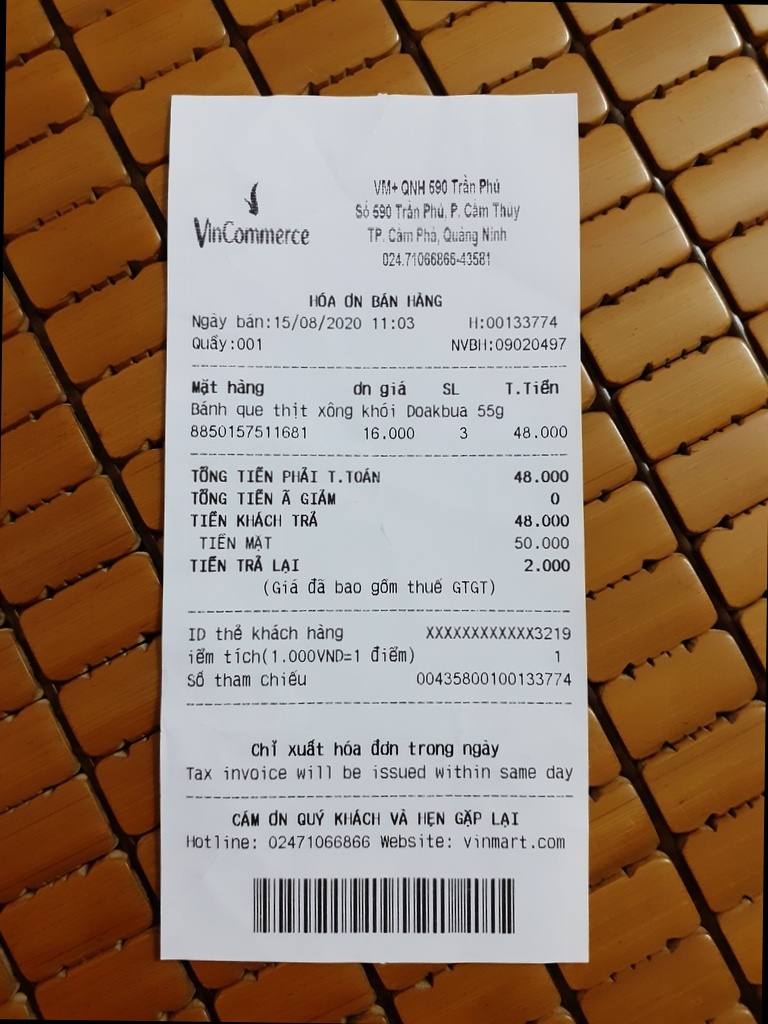 VinCommerce
VM+ QNH 590 Trần Phú
Số 590 Trần Phú, P. Cẩm Thủy
TP. Cẩm Phả, Quảng Ninh
024.71066866-43581
HÓA ƠN BÁN HÀNG
Ngày bán:15/08/2020 11:03 H:00133774
Quầy:001 NVBH:09020497
Mặt hàng ơn giá SL T.Tiền
Bánh que thịt xông khói Doakbua 55g
8850157511681 16.000 3 48.000
TỔNG TIỀN PHẢI T.TOÁN 48.000
TỔNG TIỀN Ã GIẢM 0
TIỀN KHÁCH TRẢ 48.000
TIỀN MẶT 50.000
TIỀN TRẢ LẠI 2.000
(Giá đã bao gồm thuế GTGT)
ID thẻ khách hàng XXXXXXXXXXXX3219
iểm tích(1.000VND=1 điểm) 1
Số tham chiếu 00435800100133774
Chỉ xuất hóa đơn trong ngày
Tax invoice will be issued within same day
CÁM ƠN QUÝ KHÁCH VÀ HẸN GẶP LẠI
Hotline: 02471066866 Website: vinmart.com